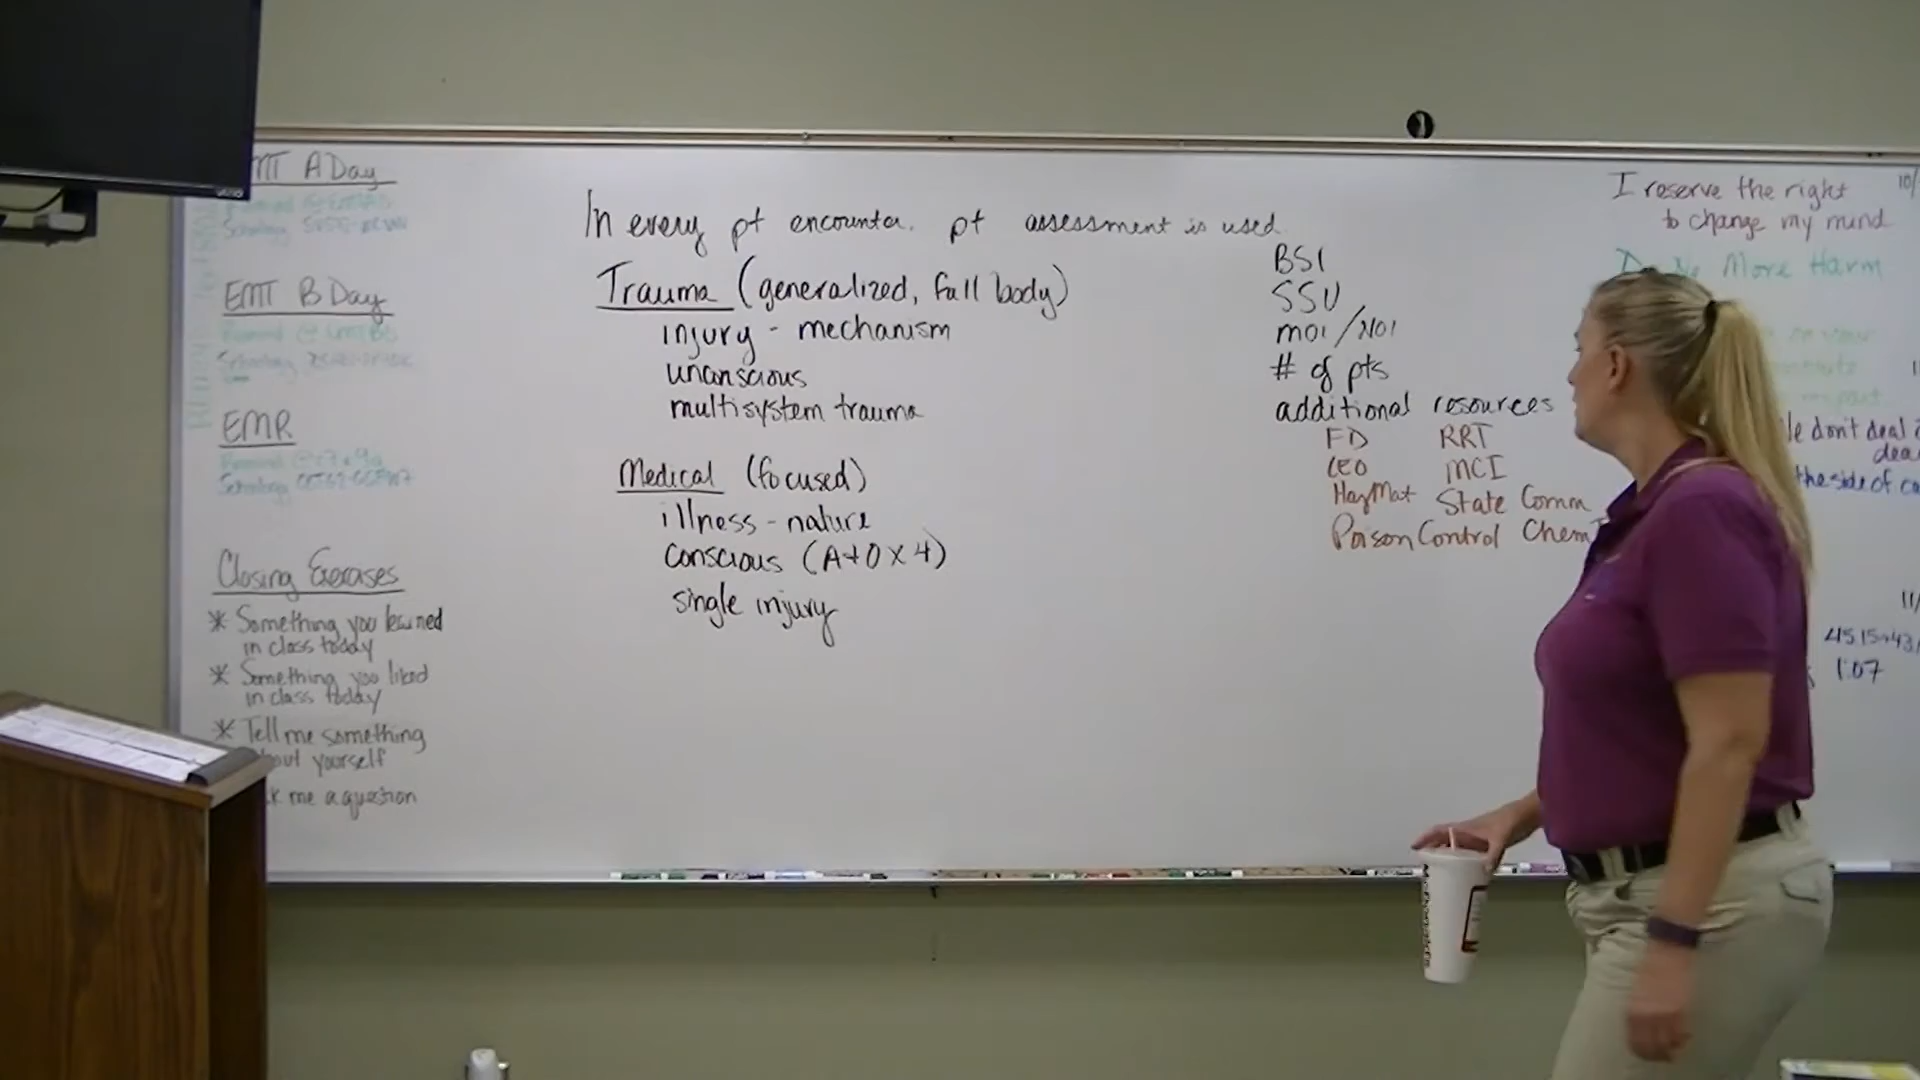 A Day
EMT B Day
EMR
Closing Exercises
* Something you learned
in class today
* Something you liked
in class today
* Tell me something
yourself
me a question
In every pt encounter, pt assessment is used
Trauma (generalized, full body)
injury - mechanism
unconscious
multisystem trauma
Medical (focused)
illness - nature
conscious (A+O x 4)
single injury
BSI
SSU
MOI/NOI
# of pts
additional resources
FD RRT
LEO MCI
HazMat State Comm
Poison Control Chem
I reserve the right
to change my mind
More Harm
don't deal
the side of
1:07